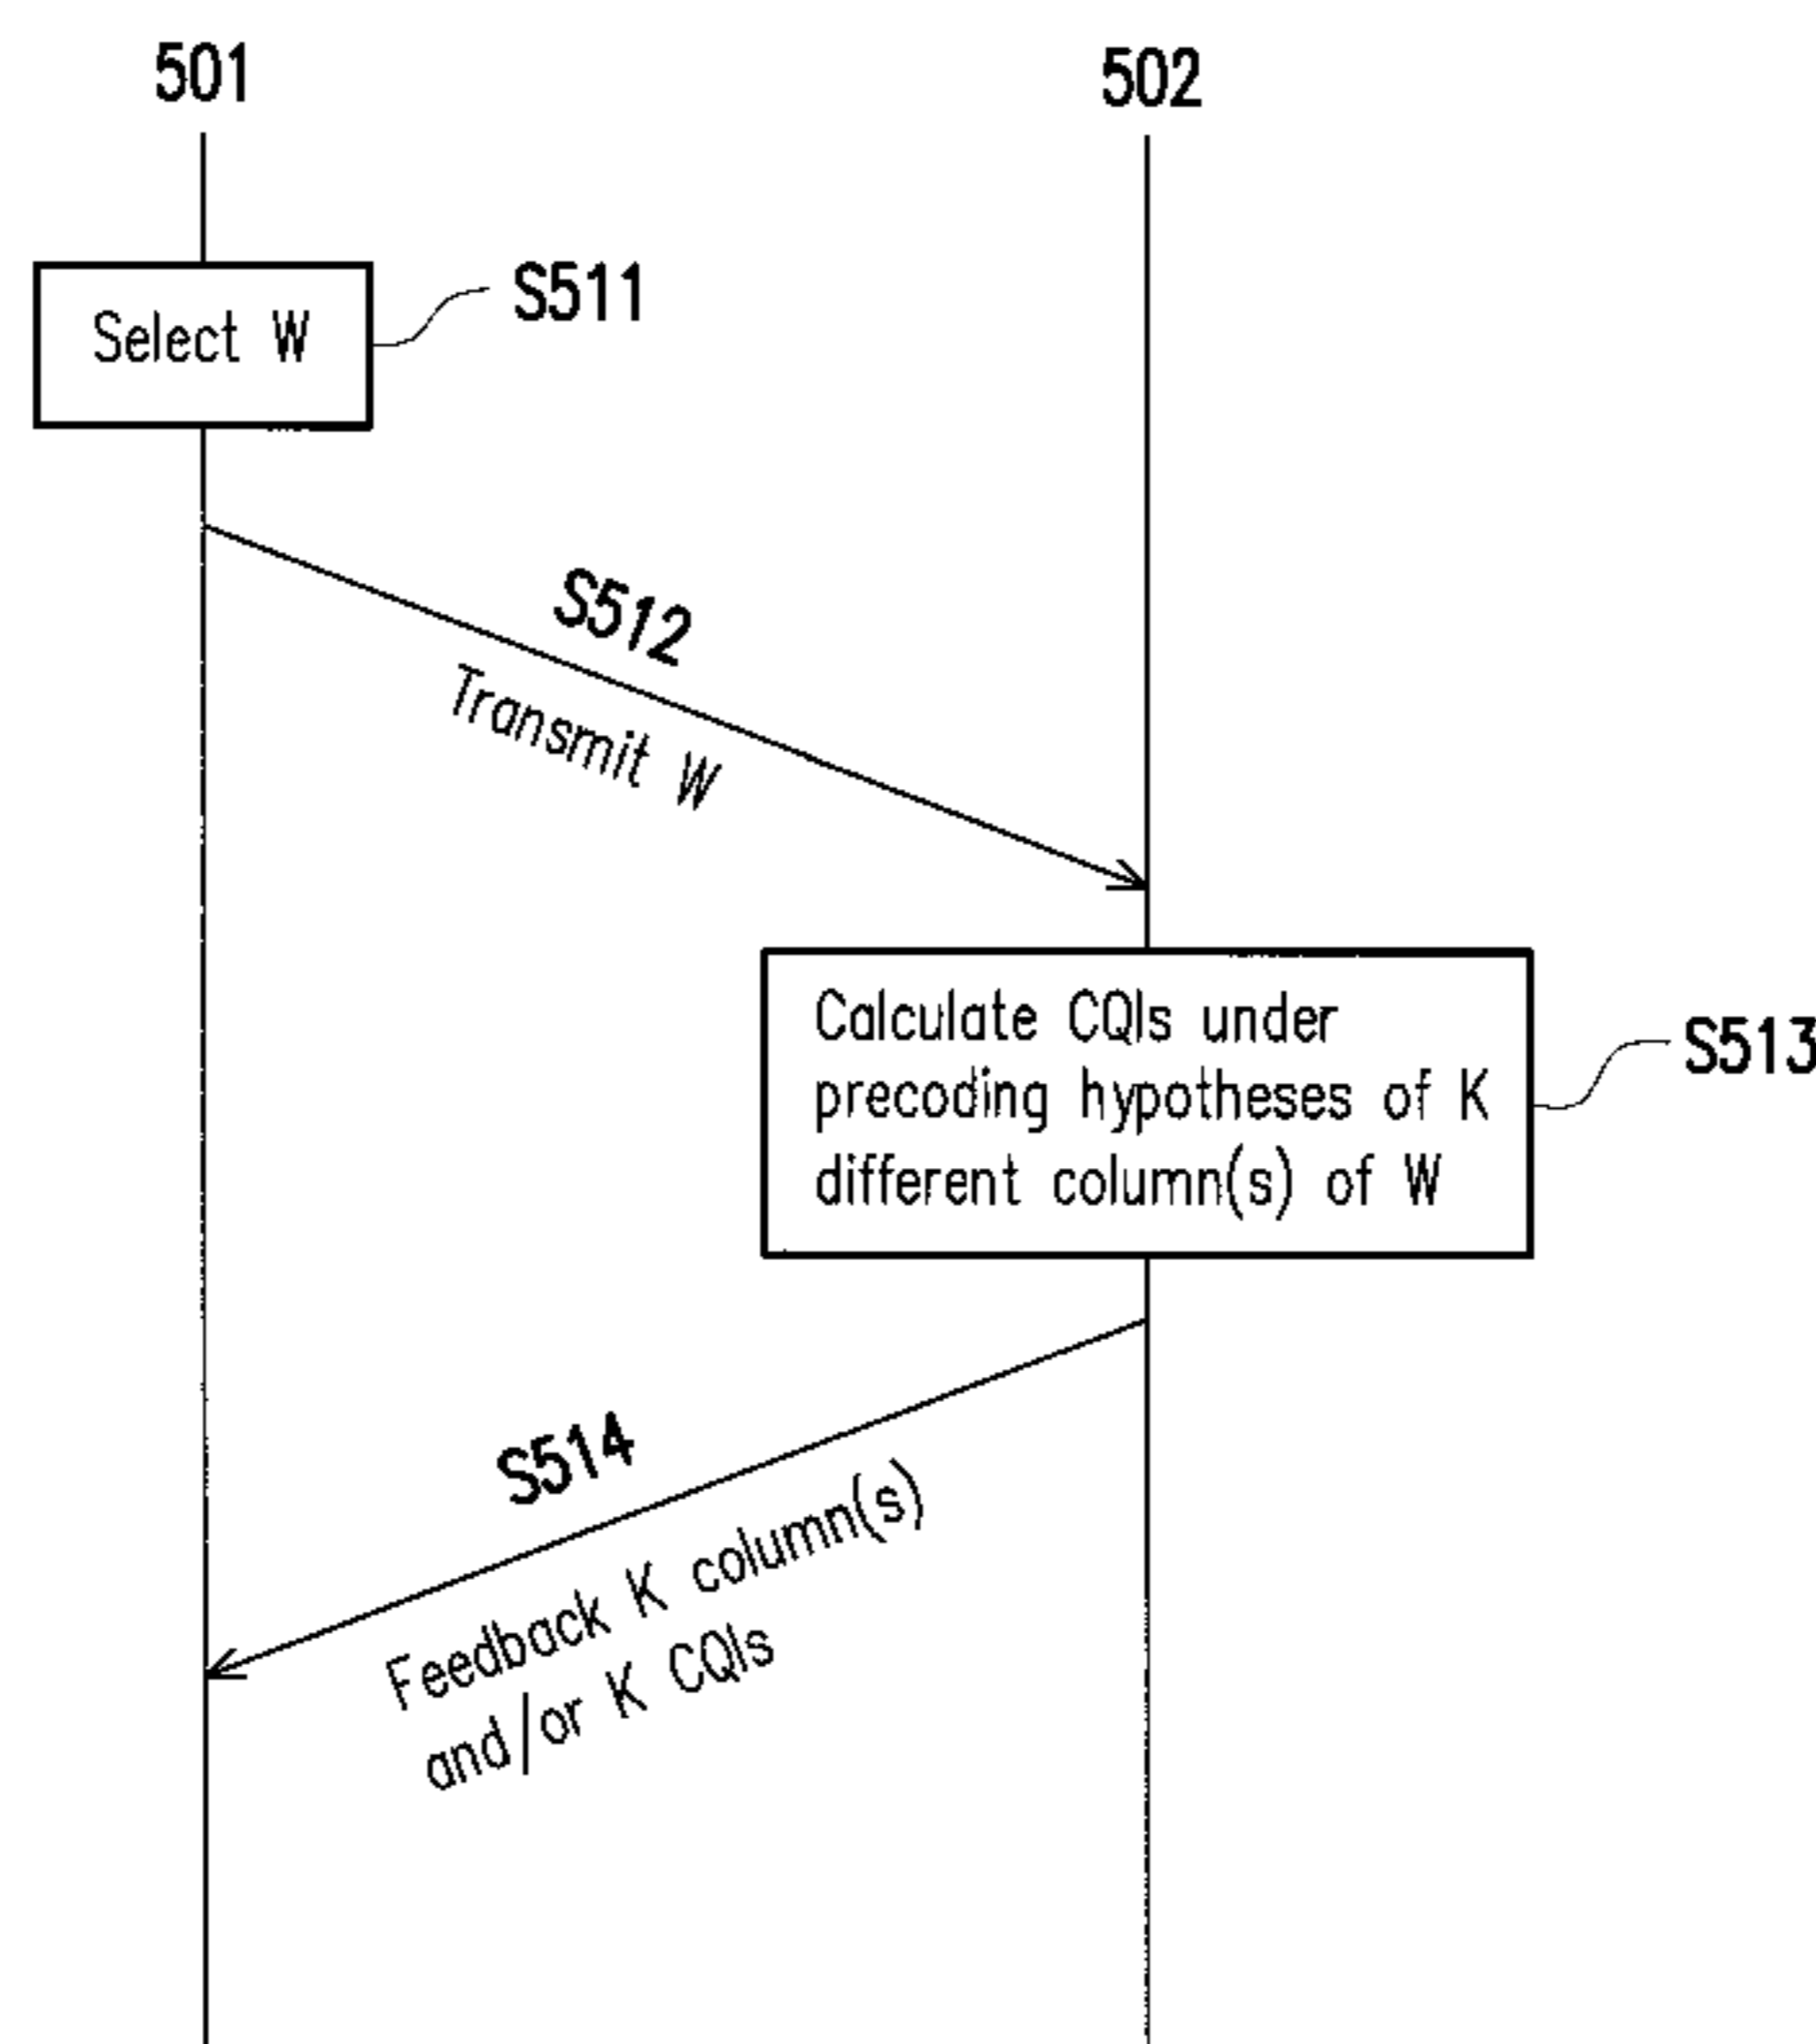 501
502
Select W
S511
S512
Transmit W
Calculate CQIs under
precoding hypotheses of K
different column(s) of W
S513
S514
Feedback K column(s)
and/or K CQIs